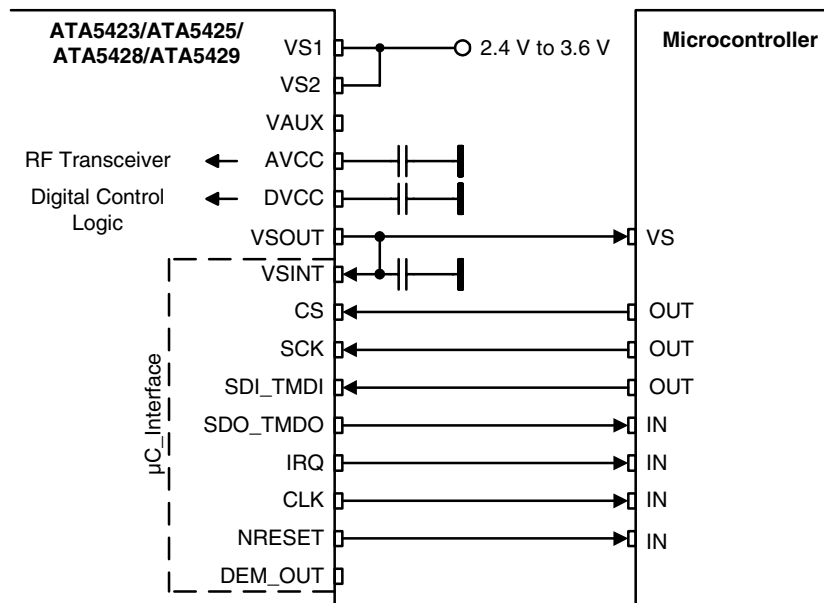 ATA5423/ATA5425/
ATA5428/ATA5429
Microcontroller
VS1
2.4 V to 3.6 V
VS2
VAUX
RF Transceiver
AVCC
Digital Control
Logic
DVCC
VSOUT
VS
VSINT
CS
OUT
SCK
OUT
SDI_TMDI
OUT
SDO_TMDO
IN
IRQ
IN
CLK
IN
NRESET
IN
DEM_OUT
µC_Interface